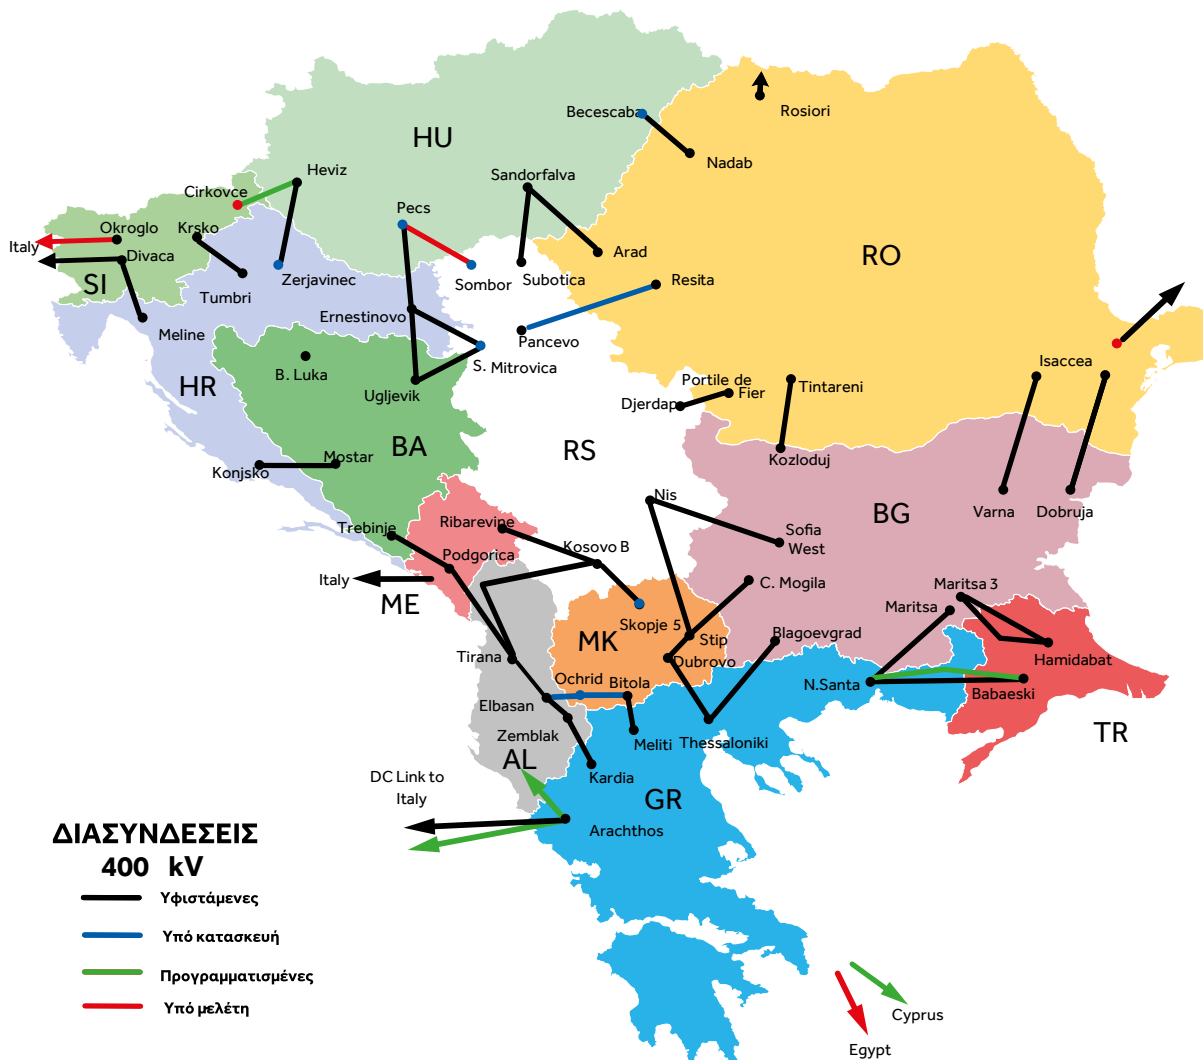 Becescaba
Rosiori
HU
Nadab
Heviz
Sandorfalva
Cirkovce
Pecs
Okroglo
Krsko
Italy
Divaca
Arad
RO
SI
Tumbri
Zerjavinec
Sombor
Subotica
Resita
Meline
Ernestinovo
Pancevo
HR
B. Luka
S. Mitrovica
Isaccea
Ugljevik
Portile de
Fier
Tintareni
Djerdap
BA
RS
Konjsko
Mostar
Kozloduj
Nis
BG
Varna
Dobruja
Trebinje
Ribarevine
Sofia
West
Podgorica
Kosovo B
Italy
C. Mogila
Maritsa 3
ME
Skopje 5
Maritsa
MK
Stip
Blagoevgrad
Tirana
Dubrovo
Hamidabat
Ochrid
Bitola
N.Santa
Babaeski
Elbasan
Zemblak
Meliti
Thessaloniki
TR
AL
DC Link to
Italy
Kardia
GR
Arachthos
ΔΙΑΣΥΝΔΕΣΕΙΣ
400 kV
Υφιστάμενες
Υπό κατασκευή
Προγραμματισμένες
Υπό μελέτη
Cyprus
Egypt